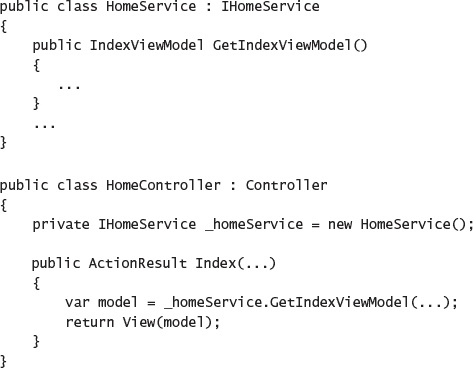 public class HomeService : IHomeService
{
    public IndexViewModel GetIndexViewModel()
    {
       ...
    }
    ...
}

public class HomeController : Controller
{
    private IHomeService _homeService = new HomeService();

    public ActionResult Index(...)
    {
        var model = _homeService.GetIndexViewModel(...);
        return View(model);
    }
}